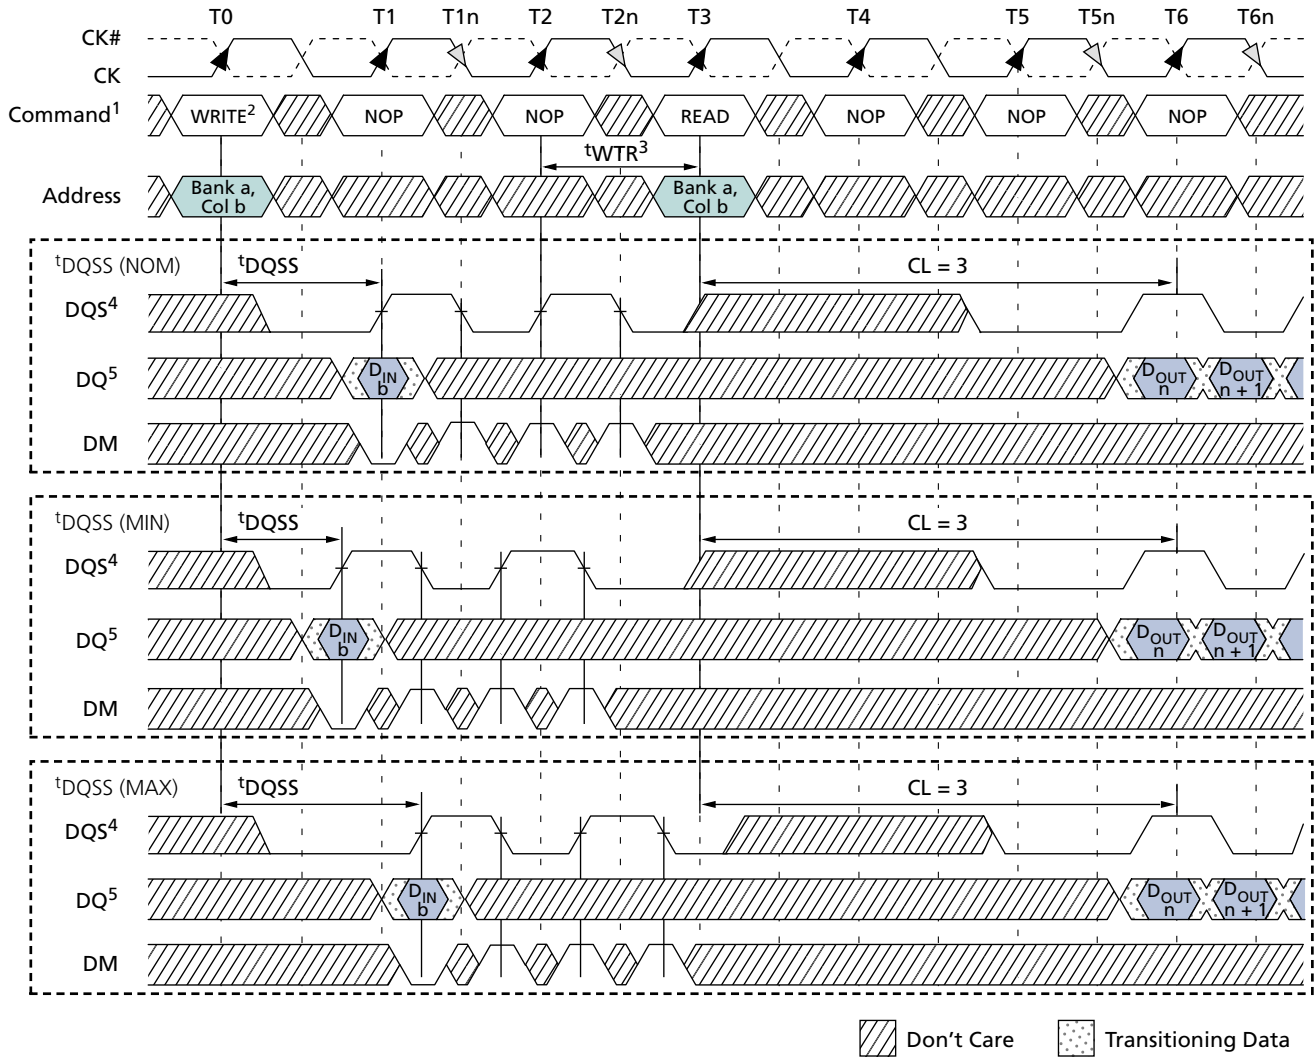 T0 T1 T1n T2 T2n T3 T4 T5 T5n T6 T6n
CK#
CK
Command1 WRITE2 NOP NOP READ NOP NOP NOP
tWTR3
Address Bank a, Col b Bank a, Col b
tDQSS (NOM) tDQSS CL = 3
DQS4
DQ5 DIN b DOUT n DOUT n + 1
DM
tDQSS (MIN) tDQSS CL = 3
DQS4
DQ5 DIN b DOUT n DOUT n + 1
DM
tDQSS (MAX) tDQSS CL = 3
DQS4
DQ5 DIN b DOUT n DOUT n + 1
DM
Don't Care Transitioning Data